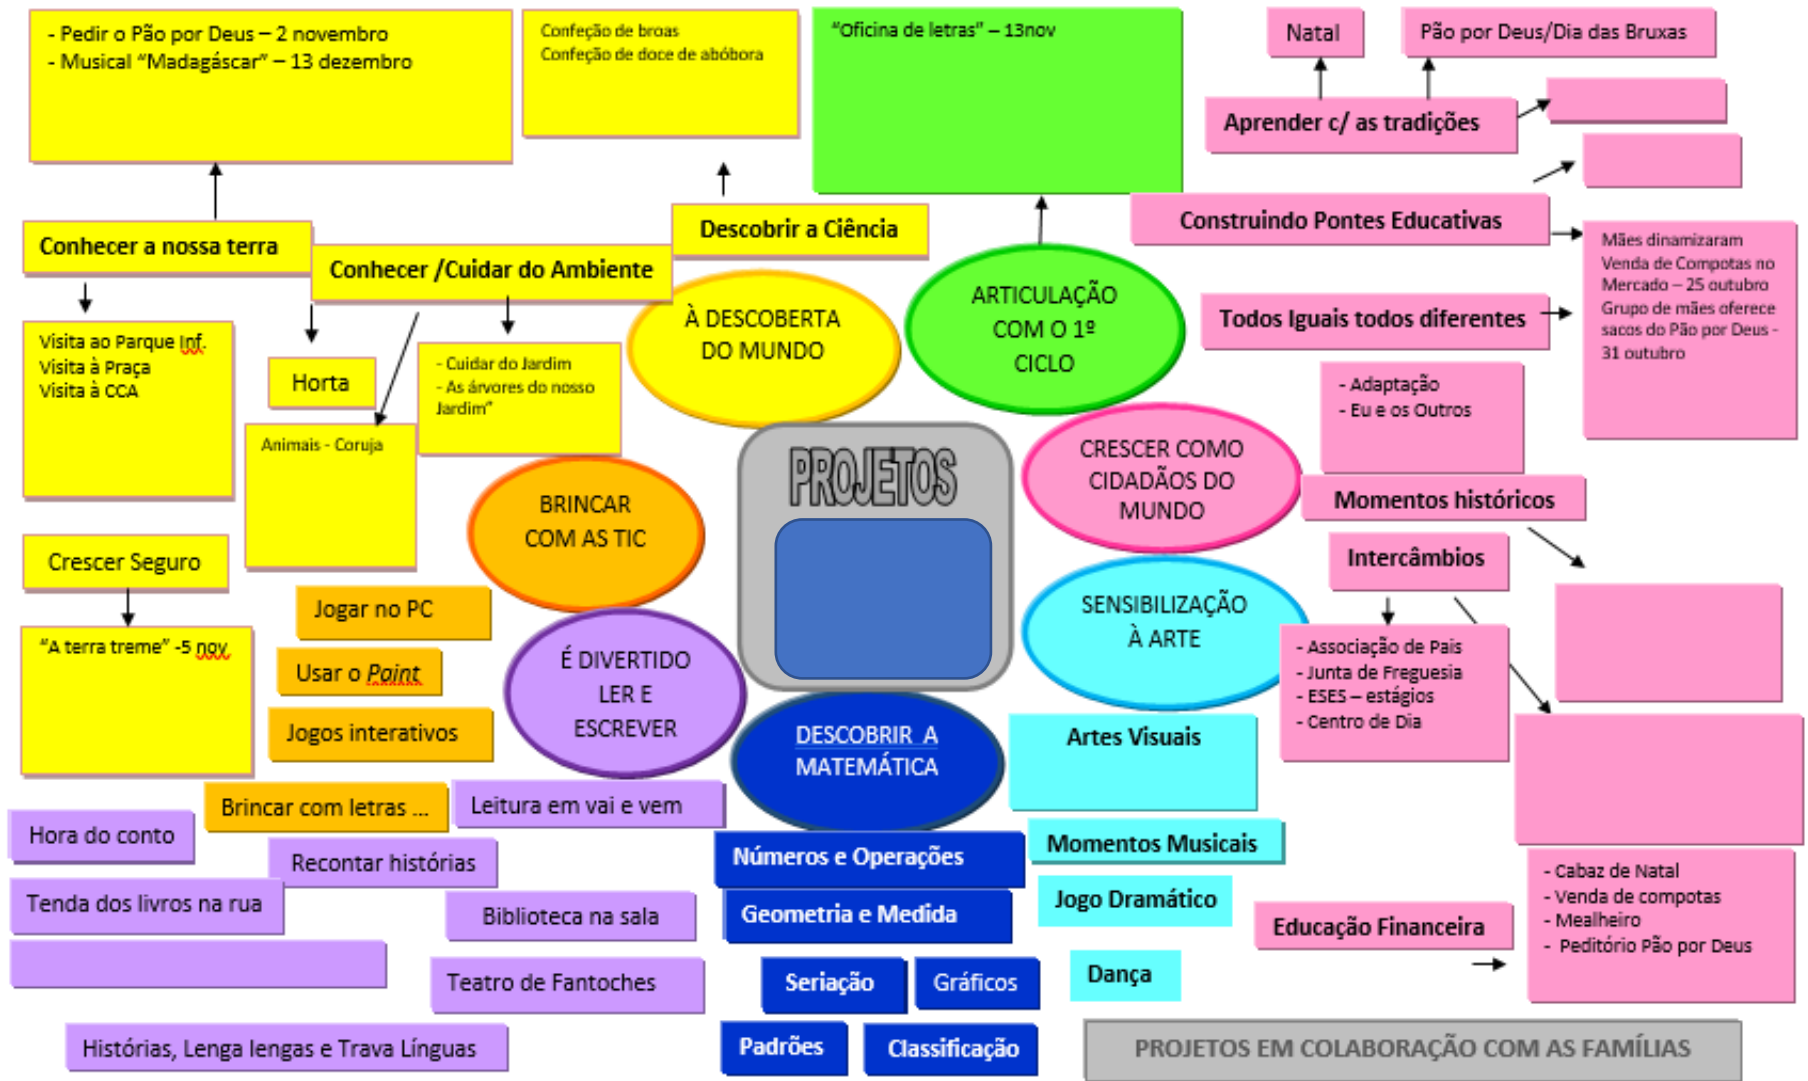 - Pedir o Pão por Deus – 2 novembro
- Musical “Madagáscar” – 13 dezembro
Confeção de broas
Confeção de doce de abóbora
“Oficina de letras” – 13nov
Natal
Pão por Deus/Dia das Bruxas
Aprender c/ as tradições
Construindo Pontes Educativas
Conhecer a nossa terra
Conhecer /Cuidar do Ambiente
Descobrir a Ciência
Mães dinamizaram
Venda de Compotas no
Mercado – 25 outubro
Grupo de mães oferece
sacos do Pão por Deus -
31 outubro
Todos Iguais todos diferentes
Visita ao Parque Inf.
Visita à Praça
Visita à CCA
Horta
- Cuidar do Jardim
- As árvores do nosso
Jardim”
Animais - Coruja
À DESCOBERTA
DO MUNDO
ARTICULAÇÃO
COM O 1º
CICLO
- Adaptação
- Eu e os Outros
CRESCER COMO
CIDADÃOS DO
MUNDO
PROJETOS
BRINCAR
COM AS TIC
Momentos históricos
Intercâmbios
Crescer Seguro
“A terra treme” -5 nov
Jogar no PC
Usar o Paint
Jogos interativos
Brincar com letras ...
É DIVERTIDO
LER E
ESCREVER
SENSIBILIZAÇÃO
À ARTE
- Associação de Pais
- Junta de Freguesia
- ESES – estágios
- Centro de Dia
DESCOBRIR A
MATEMÁTICA
Artes Visuais
Momentos Musicais
Jogo Dramático
Dança
Leitura em vai e vem
Hora do conto
Recontar histórias
Tenda dos livros na rua
Biblioteca na sala
Teatro de Fantoches
Histórias, Lenga lengas e Trava Línguas
Números e Operações
Geometria e Medida
Seriação
Gráficos
Padrões
Classificação
Educação Financeira
- Cabaz de Natal
- Venda de compotas
- Mealheiro
- Peditório Pão por Deus
PROJETOS EM COLABORAÇÃO COM AS FAMÍLIAS